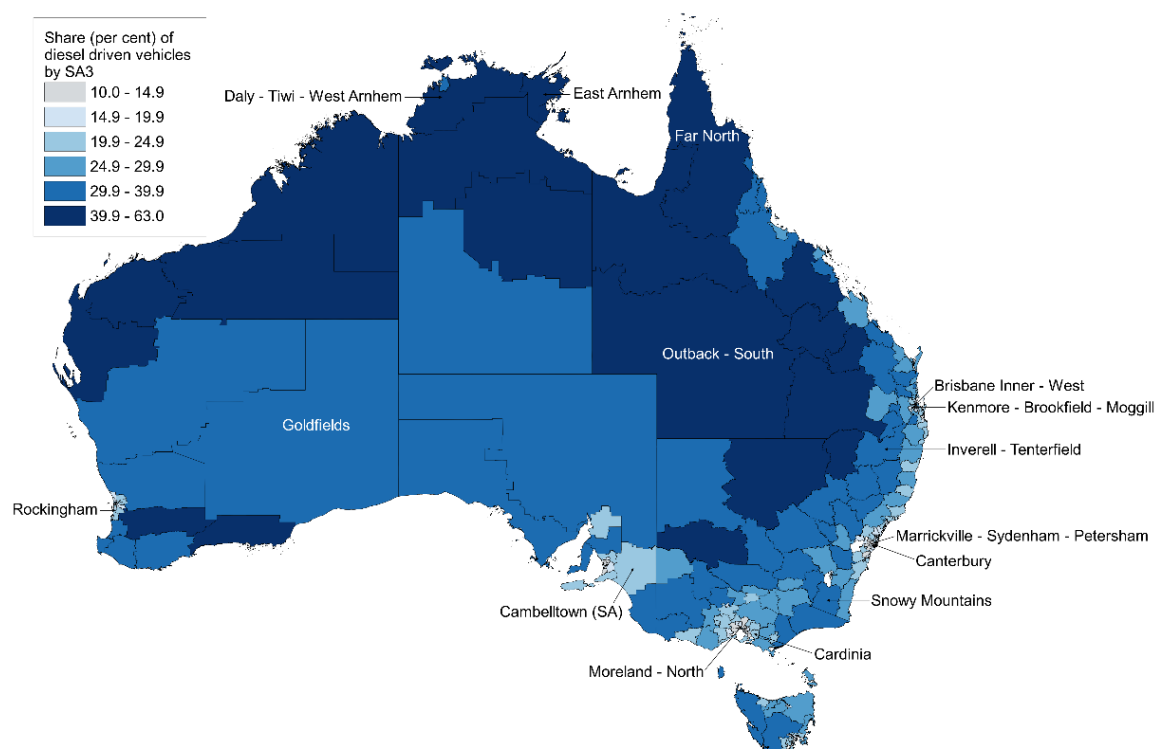 Share (per cent) of
diesel driven vehicles
by SA3
10.0 - 14.9
14.9 - 19.9
19.9 - 24.9
24.9 - 29.9
29.9 - 39.9
39.9 - 63.0
Daly - Tiwi - West Arnhem
East Arnhem
Far North
Outback - South
Brisbane Inner - West
Kenmore - Brookfield - Moggill
Goldfields
Inverell - Tenterfield
Rockingham
Marrickville - Sydenham - Petersham
Canterbury
Snowy Mountains
Cambelltown (SA)
Cardinia
Moreland - North